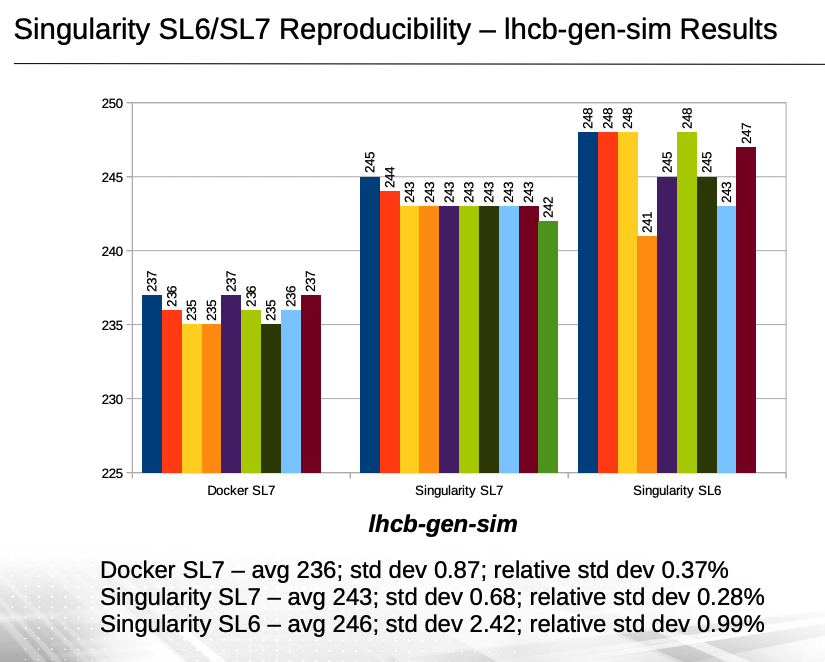 Singularity SL6/SL7 Reproducibility – lhcb-gen-sim Results
250
245
240
235
230
225
237 236 235 235 237 236 235 236 237
245 244 243 243 243 243 243 243 243 242
248 248 248 241 245 248 245 243 247
Docker SL7 Singularity SL7 Singularity SL6
lhcb-gen-sim
Docker SL7 – avg 236; std dev 0.87; relative std dev 0.37%
Singularity SL7 – avg 243; std dev 0.68; relative std dev 0.28%
Singularity SL6 – avg 246; std dev 2.42; relative std dev 0.99%